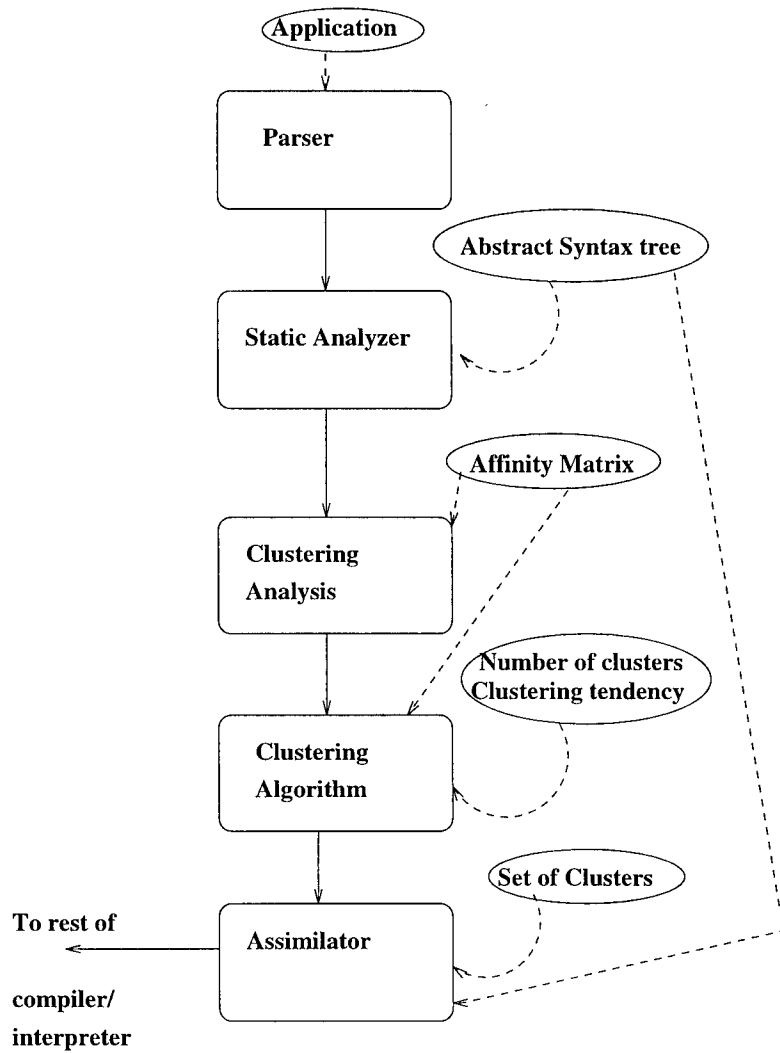 Application
Parser
Abstract Syntax tree
Static Analyzer
Affinity Matrix
Clustering
Analysis
Number of clusters
Clustering tendency
Clustering
Algorithm
Set of Clusters
Assimilator
To rest of
compiler/
interpreter